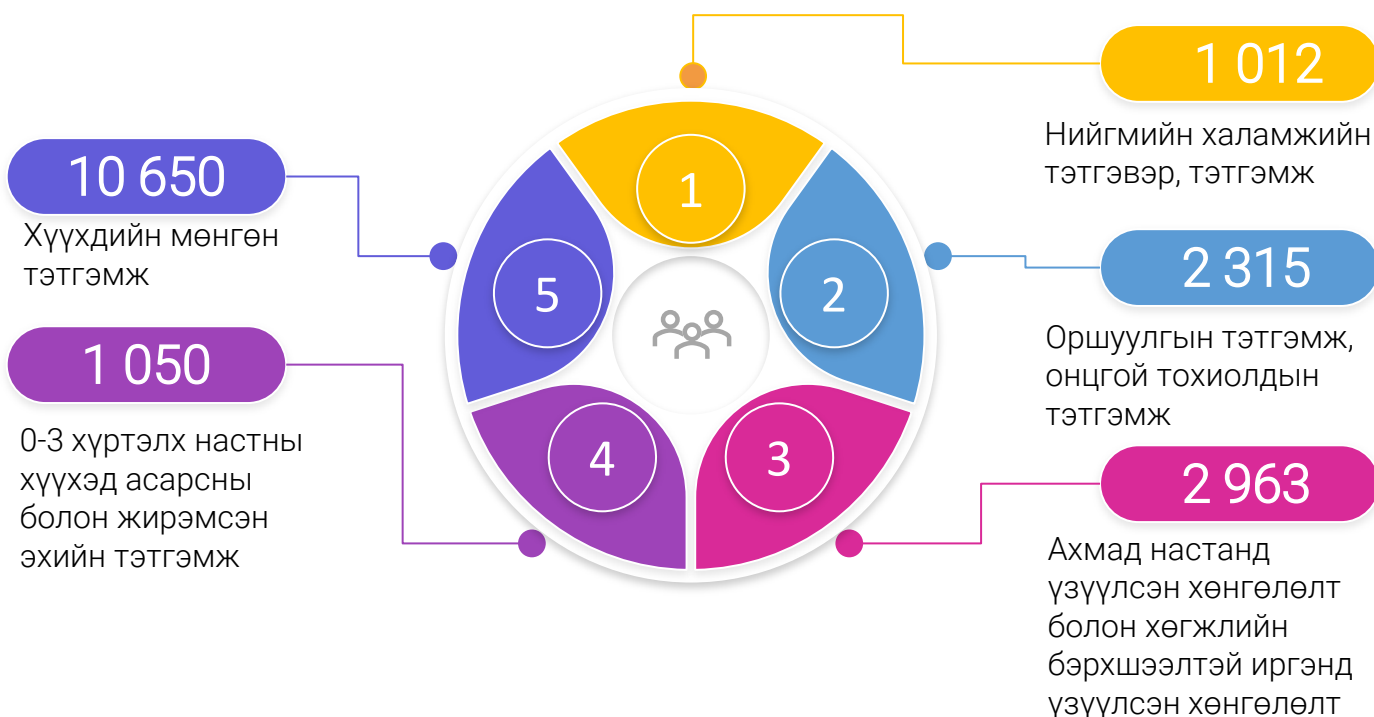 1 012
Нийгмийн халамжийн
тэтгэвэр, тэтгэмж
10 650
Хүүхдийн мөнгөн
тэтгэмж
1
5
2
2 315
Оршуулгын тэтгэмж,
онцгой тохиолдын
тэтгэмж
1 050
0-3 хүртэлх настны
хүүхэд асарсны
болон жирэмсэн
эхийн тэтгэмж
4
3
2 963
Ахмад настанд
үзүүлсэн хөнгөлөлт
болон хөгжлийн
бэрхшээлтэй иргэнд
үзүүлсэн хөнгөлөлт